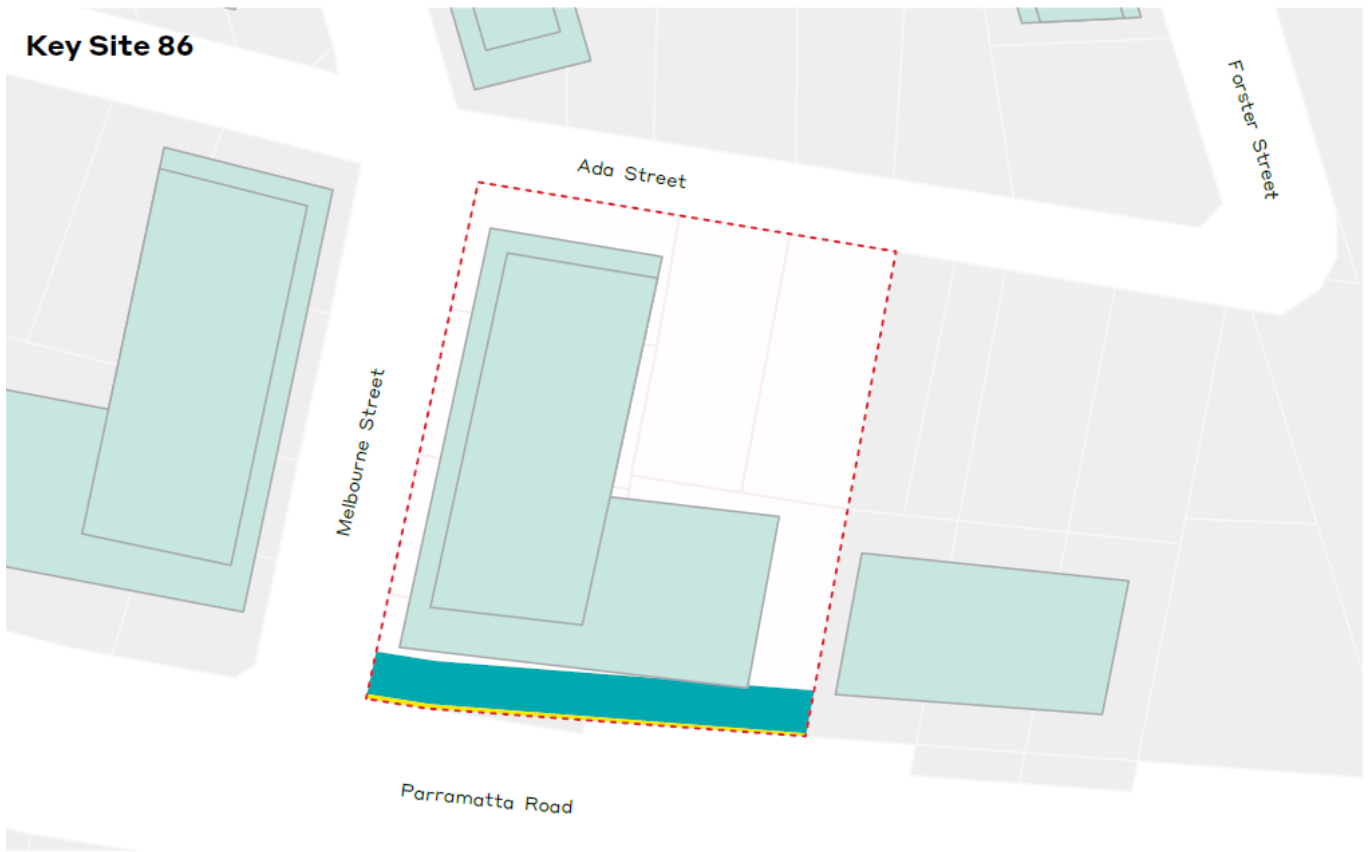 Key Site 86
Forster Street
Ada Street
Melbourne Street
Parramatta Road